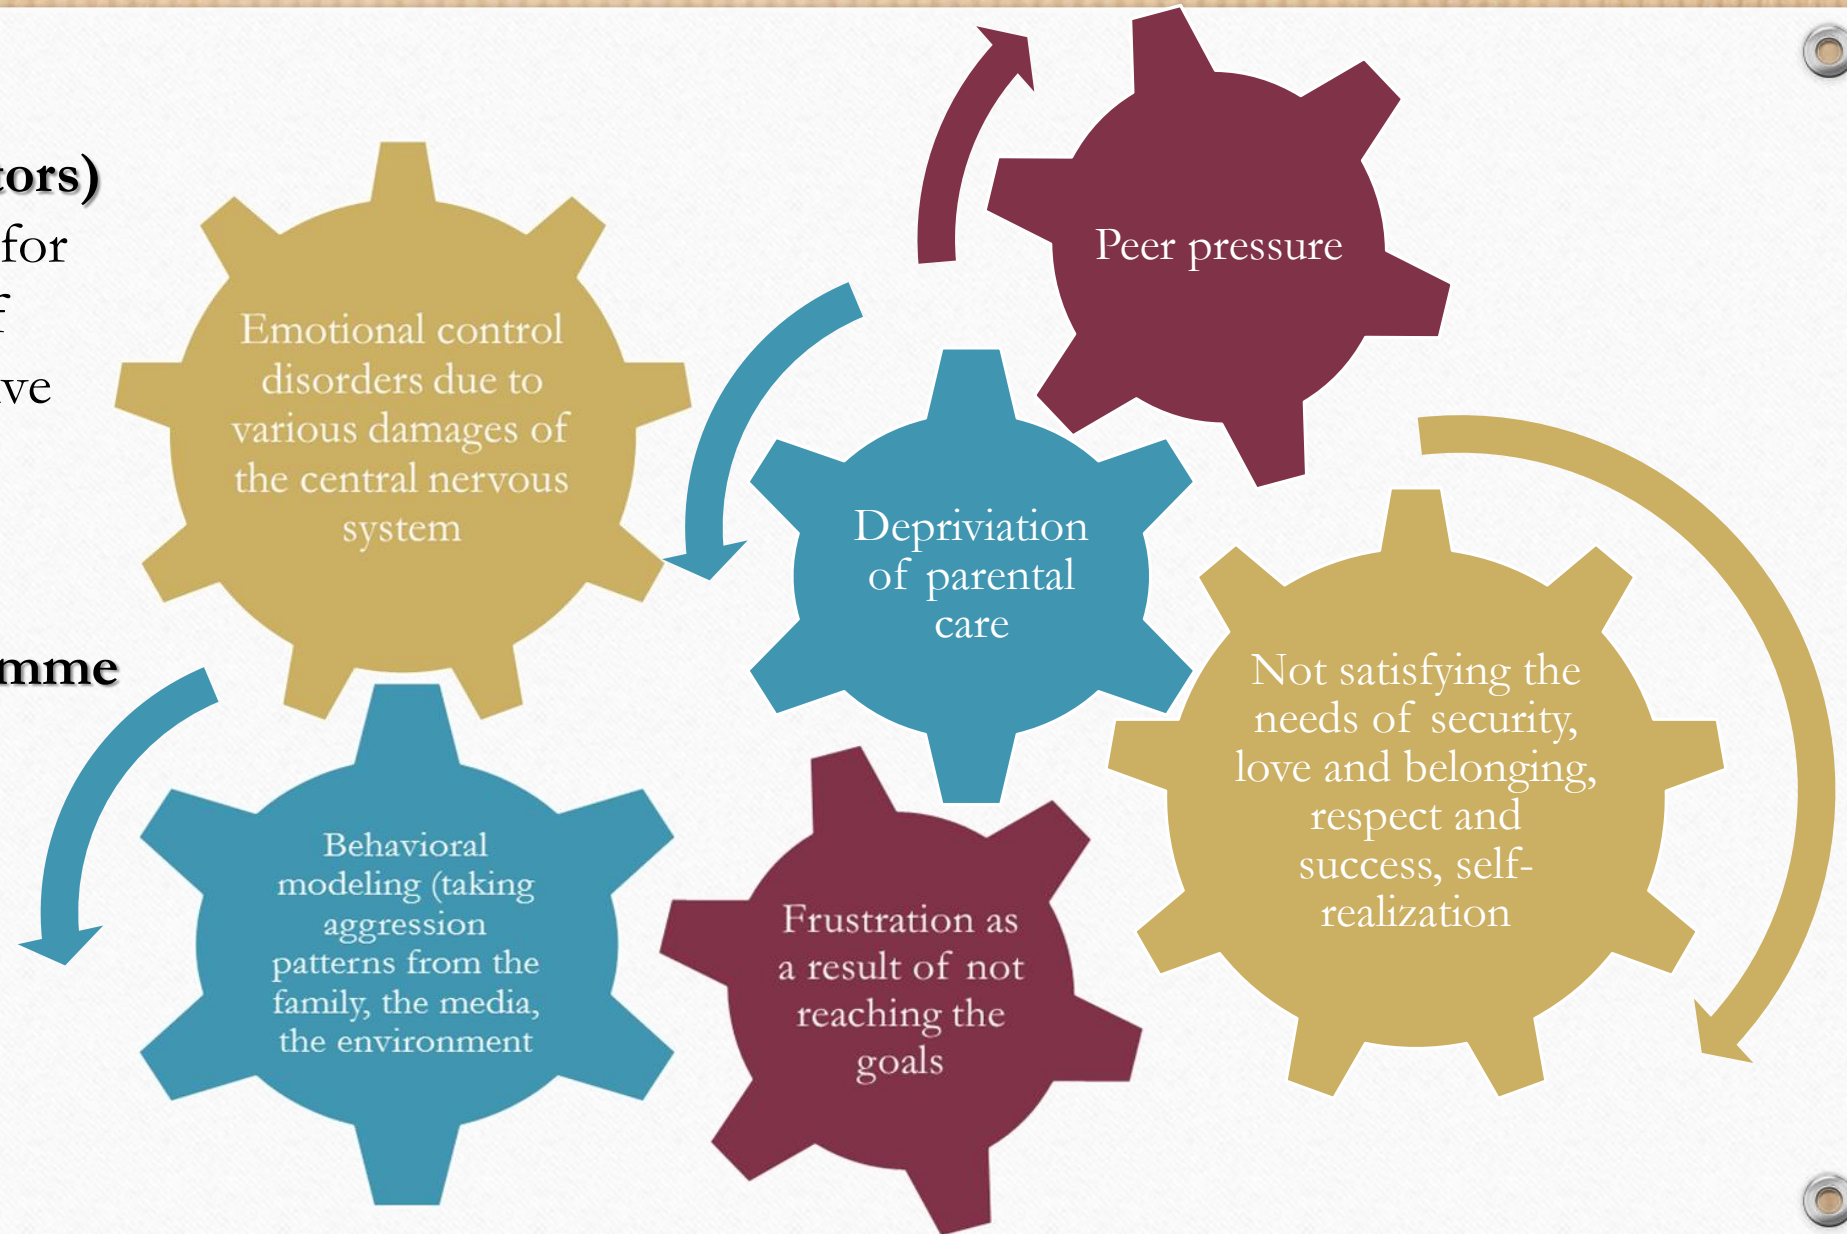 tors)
for
f
ve
mme
Emotional control
disorders due to
various damages of
the central nervous
system
Peer pressure
Depriviation
of parental
care
Not satisfying the
needs of security,
love and belonging,
respect and
success, self-
realization
Behavioral
modeling (taking
aggression
patterns from the
family, the media,
the environment
Frustration as
a result of not
reaching the
goals